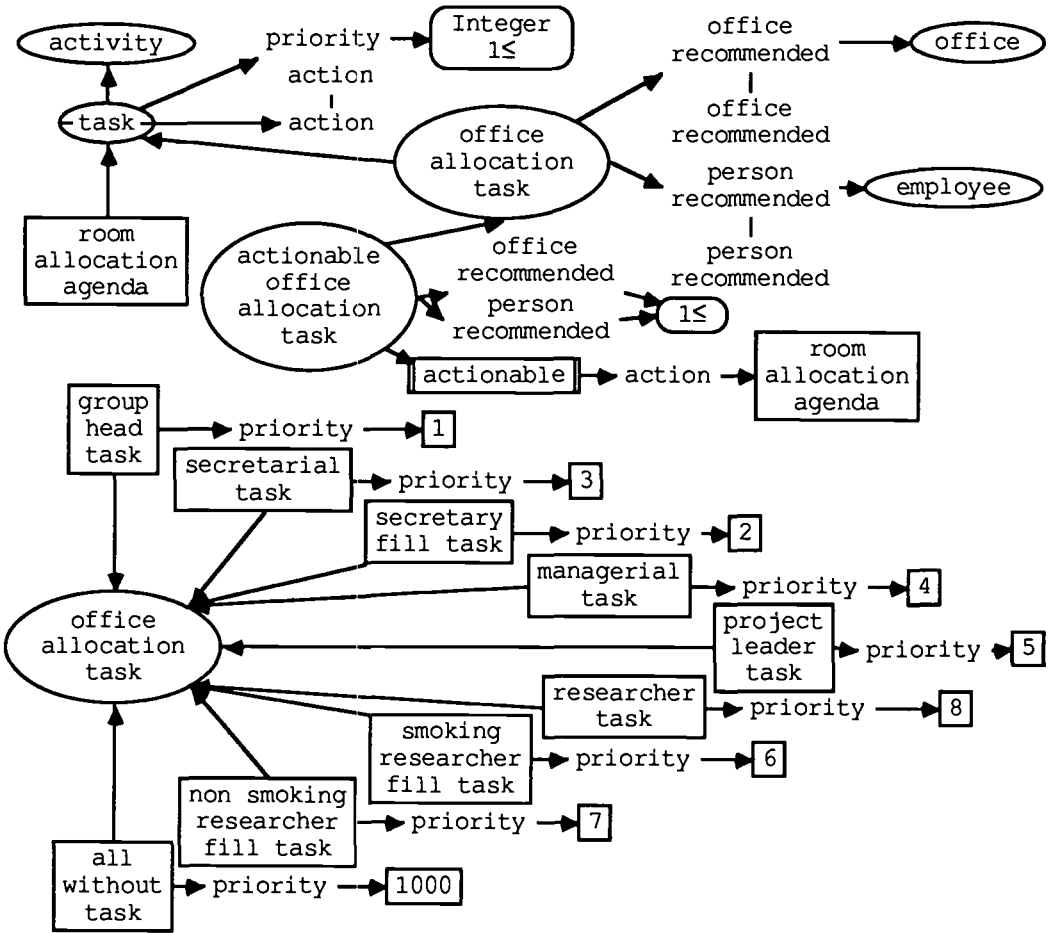 activity
priority
Integer
1≤
office
recommended
office
action
task
action
office
recommended
office
allocation
task
person
recommended
employee
person
recommended
room
allocation
agenda
actionable
office
allocation
task
office
recommended
person
recommended
1≤
actionable
action
room
allocation
agenda
group
head
task
priority
1
secretarial
task
priority
3
secretary
fill task
priority
2
managerial
task
priority
4
project
leader
task
priority
5
office
allocation
task
researcher
task
priority
8
smoking
researcher
fill task
priority
6
non smoking
researcher
fill task
priority
7
all
without
task
priority
1000